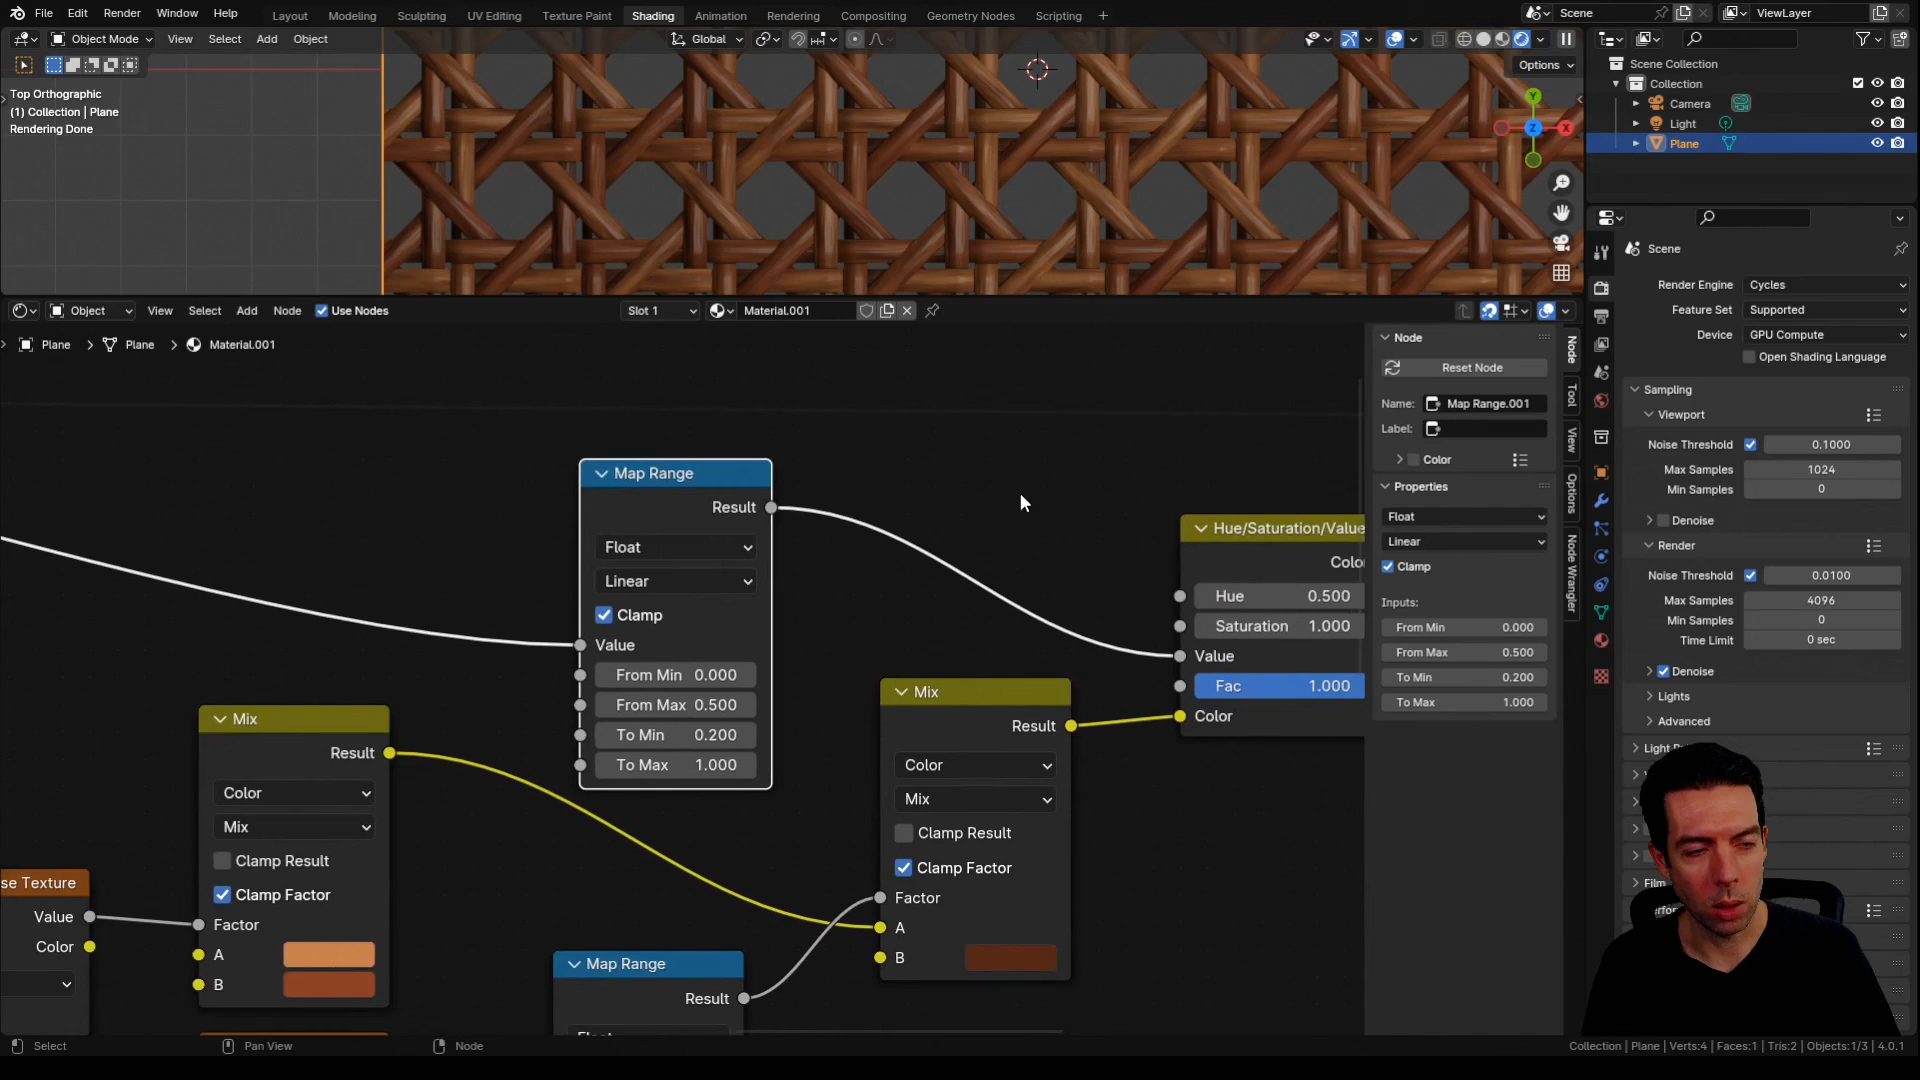 File Edit Render Window Help Layout Modeling Sculpting UV Editing Texture Paint Shading Animation Rendering Compositing Geometry Nodes Scripting + Scene ViewLayer
Object Mode View Select Add Object Global
Options
Top Orthographic
(1) Collection | Plane
Rendering Done
Y
Z
X
Scene Collection
Collection
Camera
Light
Plane
Scene
Render Engine Cycles
Feature Set Supported
Device GPU Compute
Open Shading Language
Sampling
Viewport
Noise Threshold 0.1000
Max Samples 1024
Min Samples 0
Denoise
Render
Noise Threshold 0.0100
Max Samples 4096
Min Samples 0
Time Limit 0 sec
Denoise
Lights
Advanced
Light
Film
Object View Select Add Node Use Nodes Slot 1 Material.001
Plane > Plane > Material.001
Map Range
Result
Float
Linear
Clamp
Value
From Min 0.000
From Max 0.500
To Min 0.200
To Max 1.000
Hue/Saturation/Value
Colo
Hue 0.500
Saturation 1.000
Value
Fac 1.000
Color
Mix
Result
Color
Mix
Clamp Result
Clamp Factor
Factor
A
B
Mix
Result
Color
Mix
Clamp Result
Clamp Factor
Factor
A
B
se Texture
Value
Color
Map Range
Result
Float
Node
Reset Node
Name: Map Range.001
Label:
Color
Properties
Float
Linear
Clamp
Inputs:
From Min 0.000
From Max 0.500
To Min 0.200
To Max 1.000
Node
Tool
View
Options
Node Wrangler
Select Pan View Node Collection | Plane | Verts:4 | Faces:1 | Tris:2 | Objects:1/3 | 4.0.1